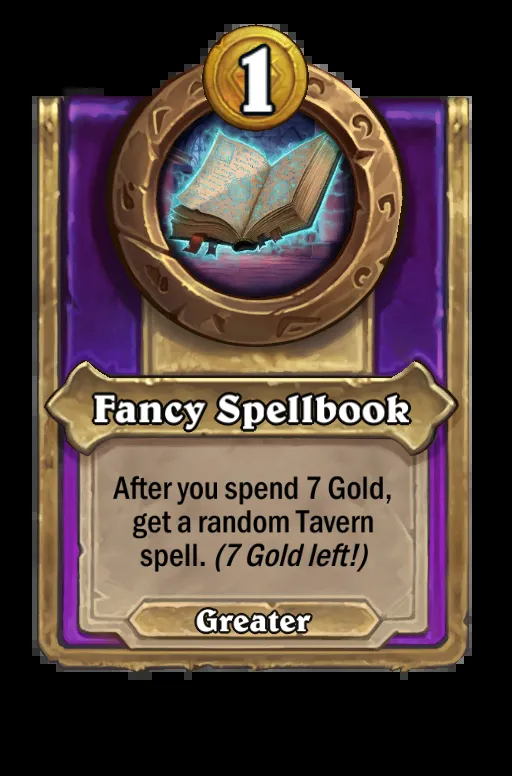 1
Fancy Spellbook
After you spend 7 Gold,
get a random Tavern
spell. (7 Gold left!)
Greater